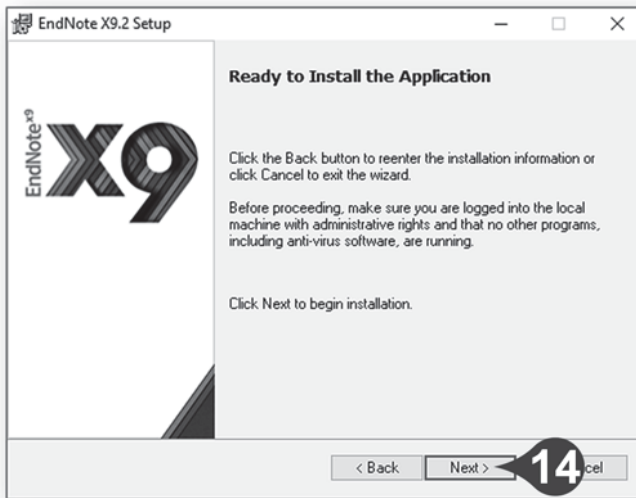 EndNote X9.2 Setup
Ready to Install the Application
EndNote x9
X9
Click the Back button to reenter the installation information or
click Cancel to exit the wizard.
Before proceeding, make sure you are logged into the local
machine with administrative rights and that no other programs,
including anti-virus software, are running.
Click Next to begin installation.
< Back Next > 14 cel